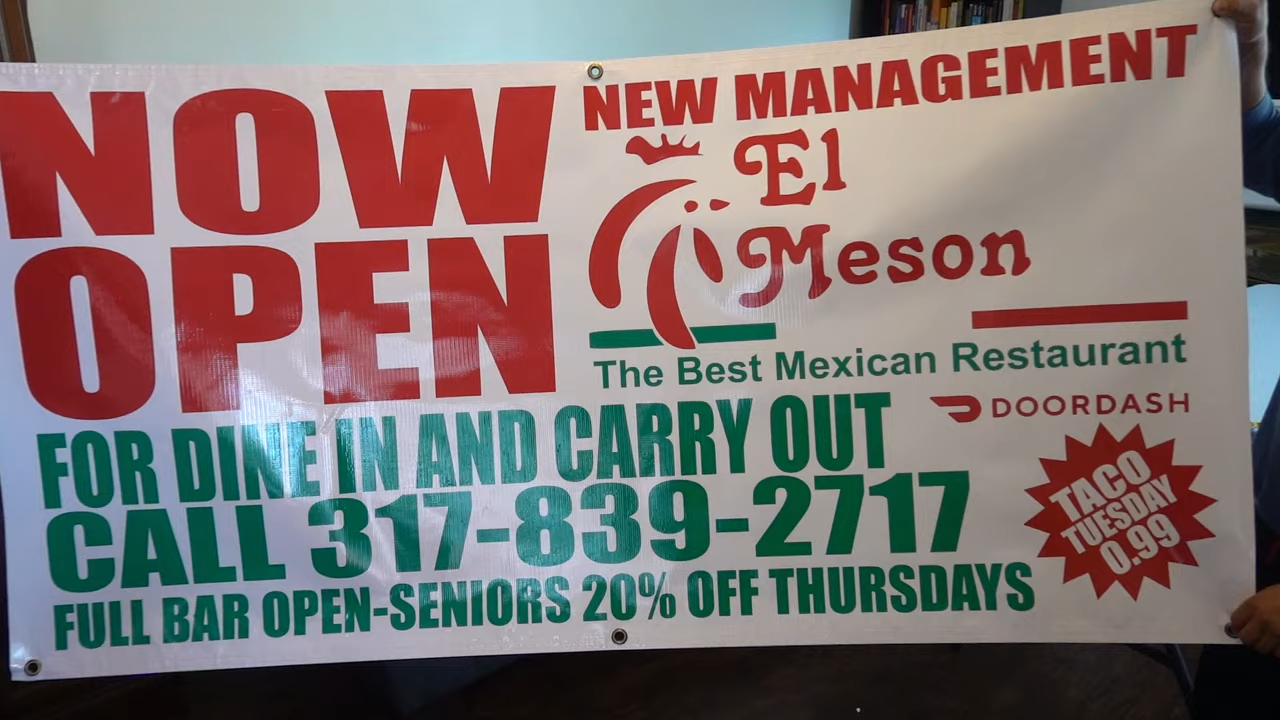 NOW
OPEN
NEW MANAGEMENT
El
Meson
The Best Mexican Restaurant
DOORDASH
FOR DINE IN AND CARRY OUT
CALL 317-839-2717
FULL BAR OPEN-SENIORS 20% OFF THURSDAYS
TACO
TUESDAY
0.99